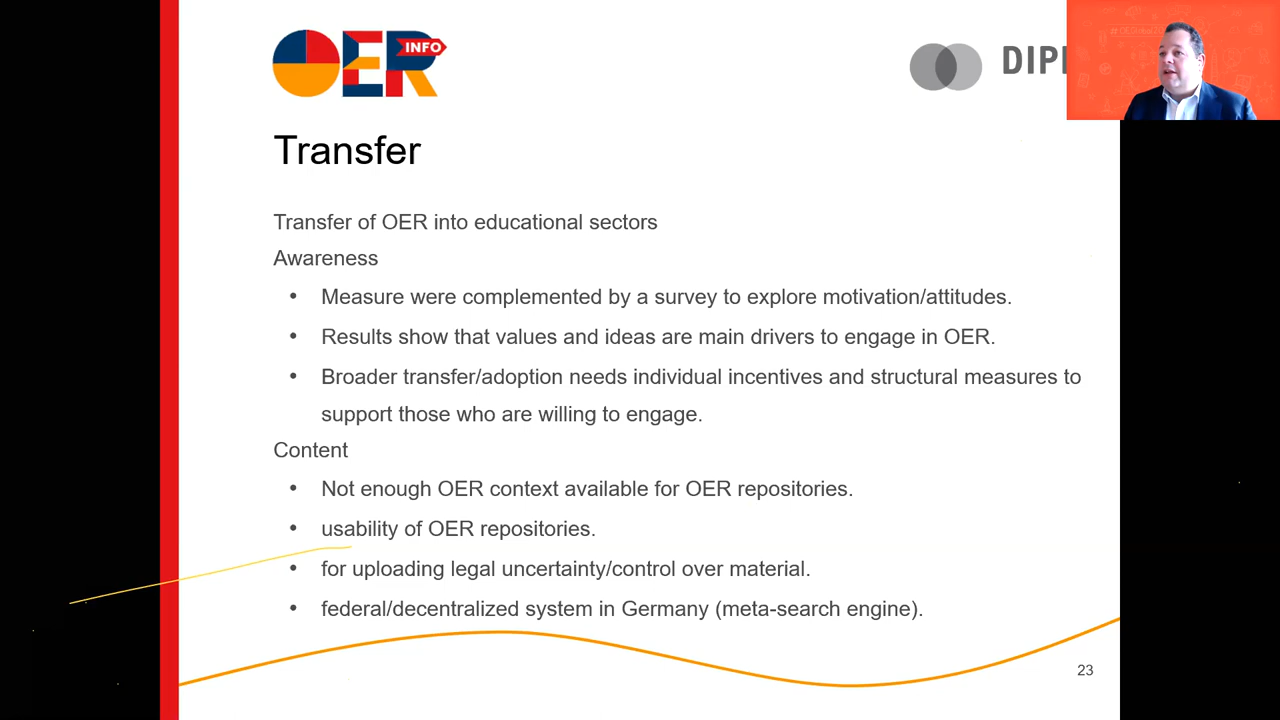 OER INFO
DIPF
Transfer
Transfer of OER into educational sectors
Awareness
• Measure were complemented by a survey to explore motivation/attitudes.
• Results show that values and ideas are main drivers to engage in OER.
• Broader transfer/adoption needs individual incentives and structural measures to
support those who are willing to engage.
Content
• Not enough OER context available for OER repositories.
• usability of OER repositories.
• for uploading legal uncertainty/control over material.
• federal/decentralized system in Germany (meta-search engine).
23